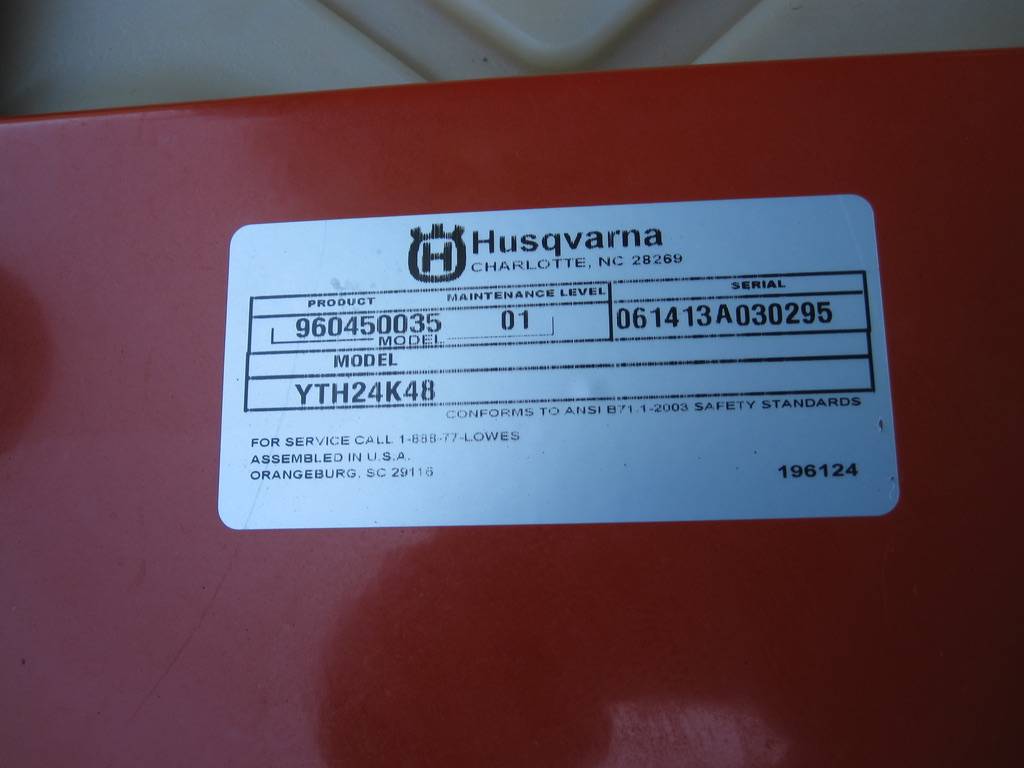 Husqvarna
CHARLOTTE, NC 28269
PRODUCT MAINTENANCE LEVEL SERIAL
960450035 01 061413A030295
MODEL
MODEL
YTH24K48
CONFORMS TO ANSI B71.1-2003 SAFETY STANDARDS
FOR SERVICE CALL 1-888-77-LOWES
ASSEMBLED IN U.S.A.
ORANGEBURG, SC 29116
196124